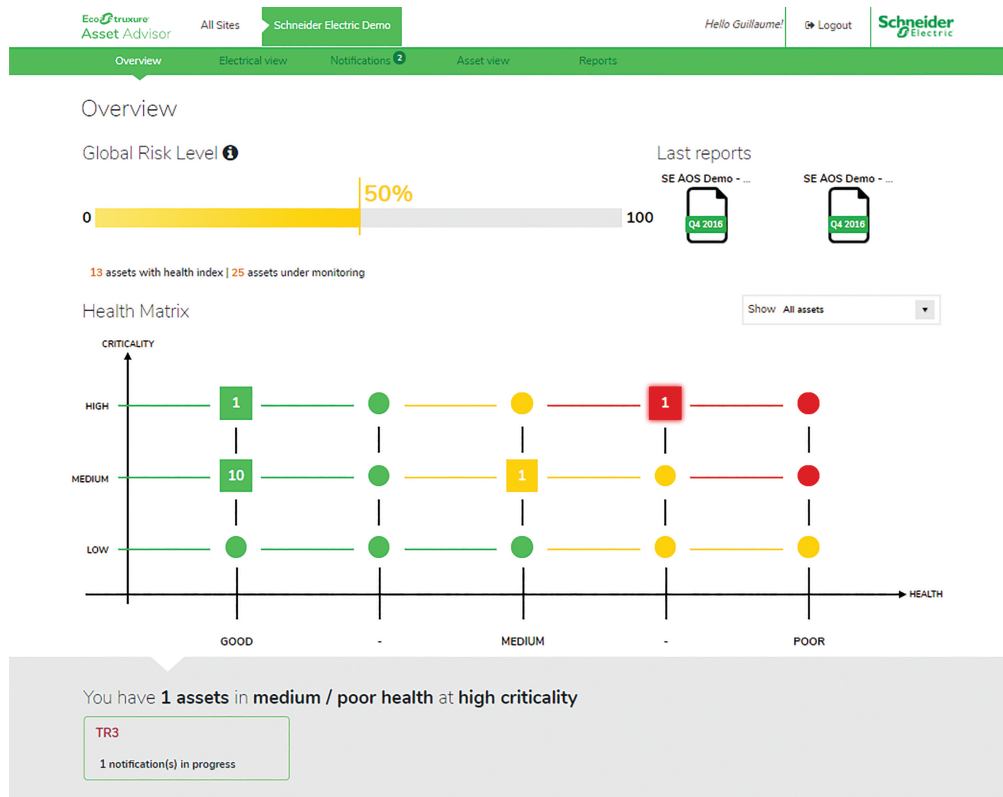 EcoStruxure
Asset Advisor
All Sites
Schneider Electric Demo
Hello Guillaume!
Logout
Schneider
Electric
Overview
Electrical view
Notifications 2
Asset view
Reports
Overview
Global Risk Level
Last reports
SE AOS Demo - ...
SE AOS Demo - ...
50%
0
100
Q4 2016
Q4 2016
13 assets with health index | 25 assets under monitoring
Health Matrix
Show All assets
CRITICALITY
HIGH
1
1
MEDIUM
10
1
LOW
HEALTH
GOOD
-
MEDIUM
-
POOR
You have 1 assets in medium / poor health at high criticality
TR3
1 notification(s) in progress